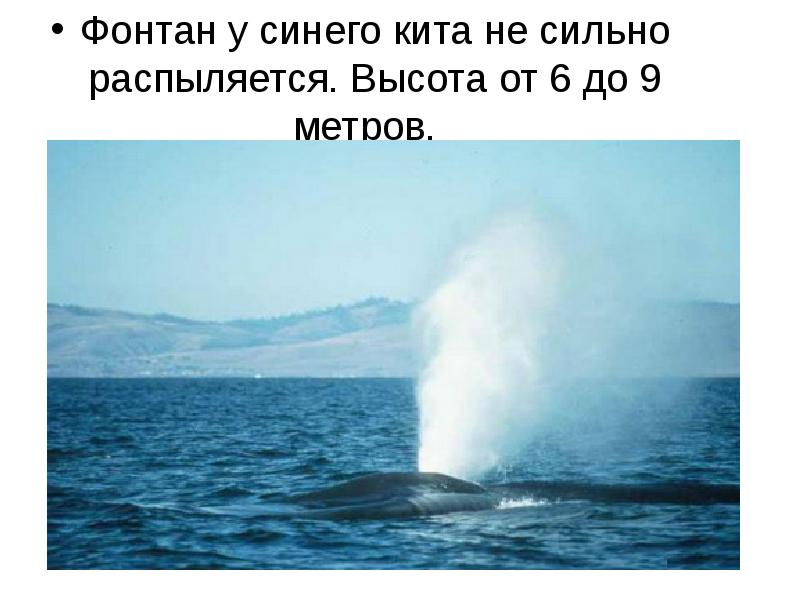 • Фонтан у синего кита не сильно
распыляется. Высота от 6 до 9
метров.